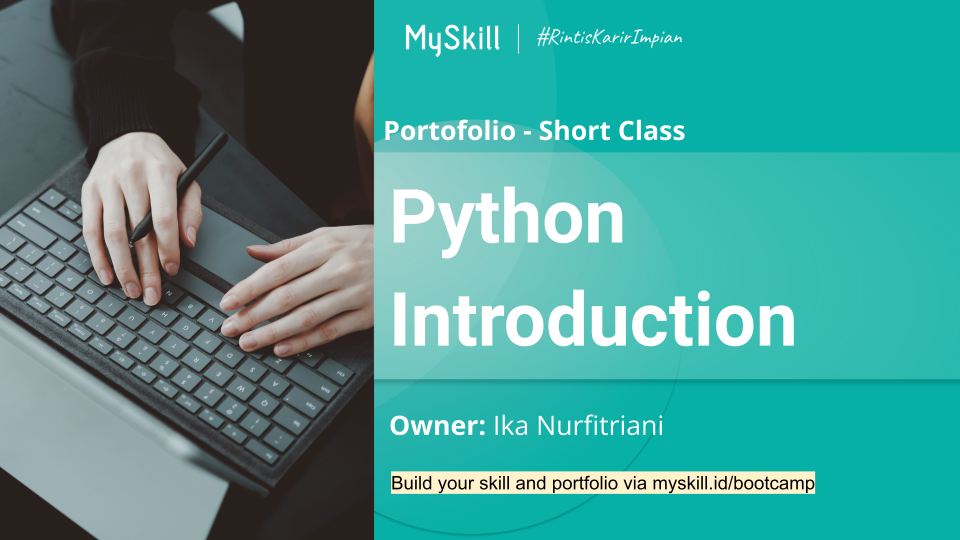 MySkill | #RintisKarirImpian
Portofolio - Short Class
Python
Introduction
Owner: Ika Nurfitriani
Build your skill and portfolio via myskill.id/bootcamp